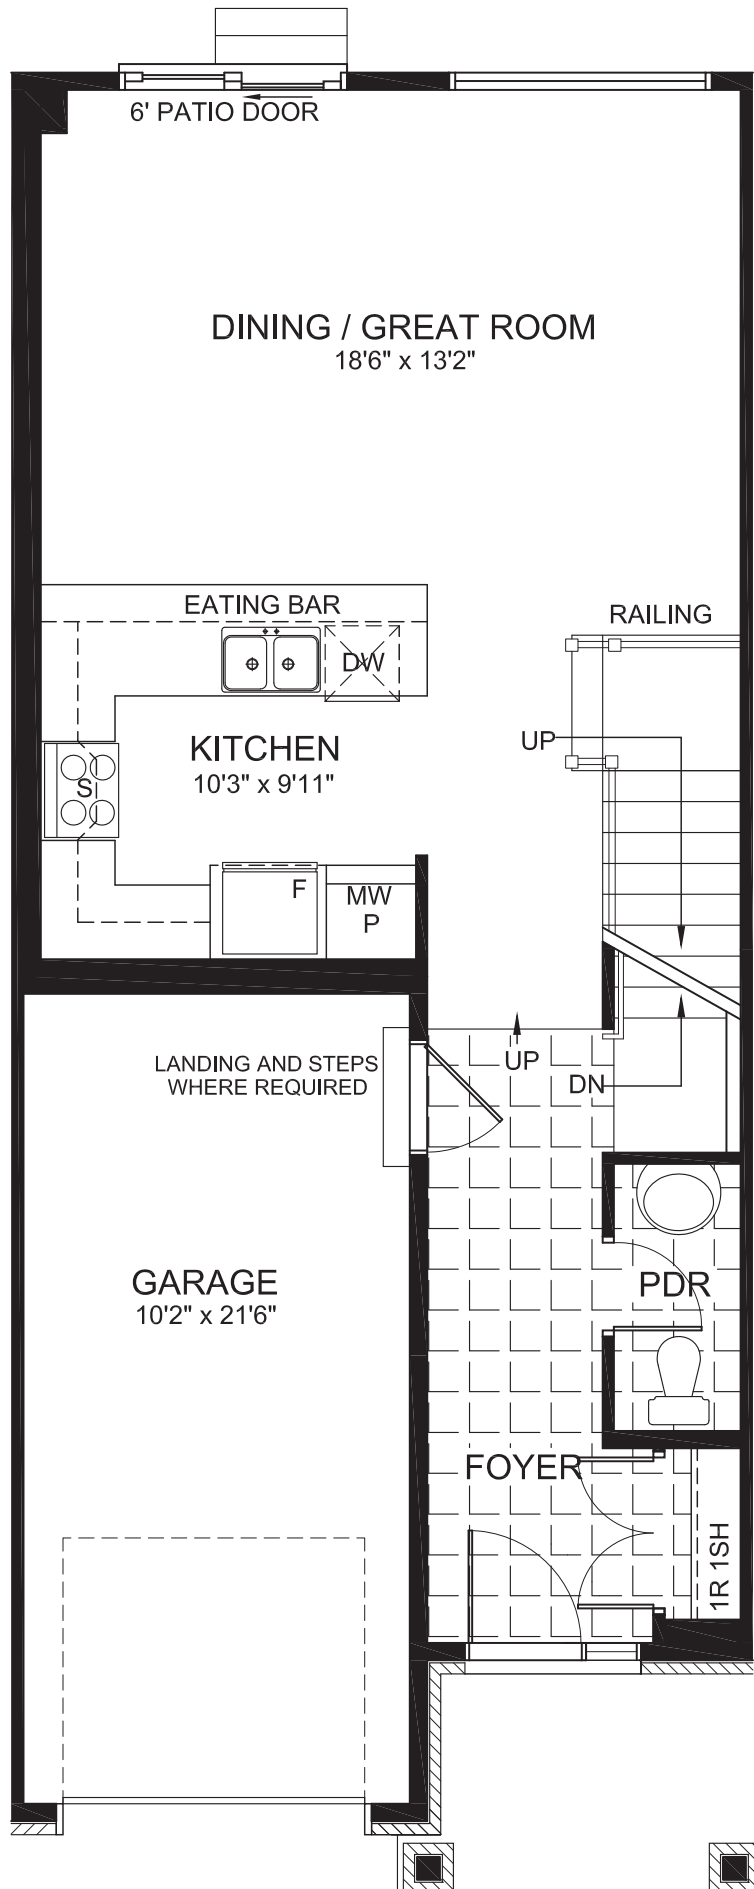 6' PATIO DOOR
DINING / GREAT ROOM
18'6" x 13'2"
EATING BAR
RAILING
DW
UP
KITCHEN
10'3" x 9'11"
S
F
MW
P
UP
LANDING AND STEPS
WHERE REQUIRED
DN
GARAGE
10'2" x 21'6"
PDR
FOYER
1R 1SH